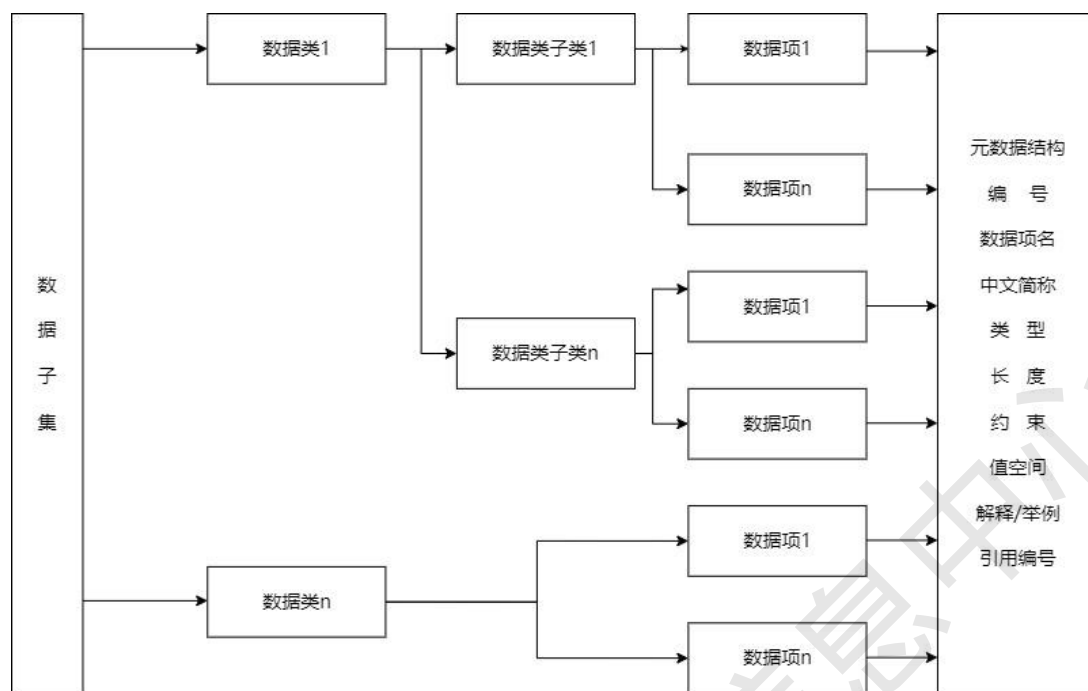 数据类1
数据类子类1
数据项1
数据项n
数据类子类n
数据项1
数据项n
数据类n
数据项1
数据项n
数
据
子
集
元数据结构
编 号
数据项名
中文简称
类 型
长 度
约 束
值空间
解释/举例
引用编号
息中心